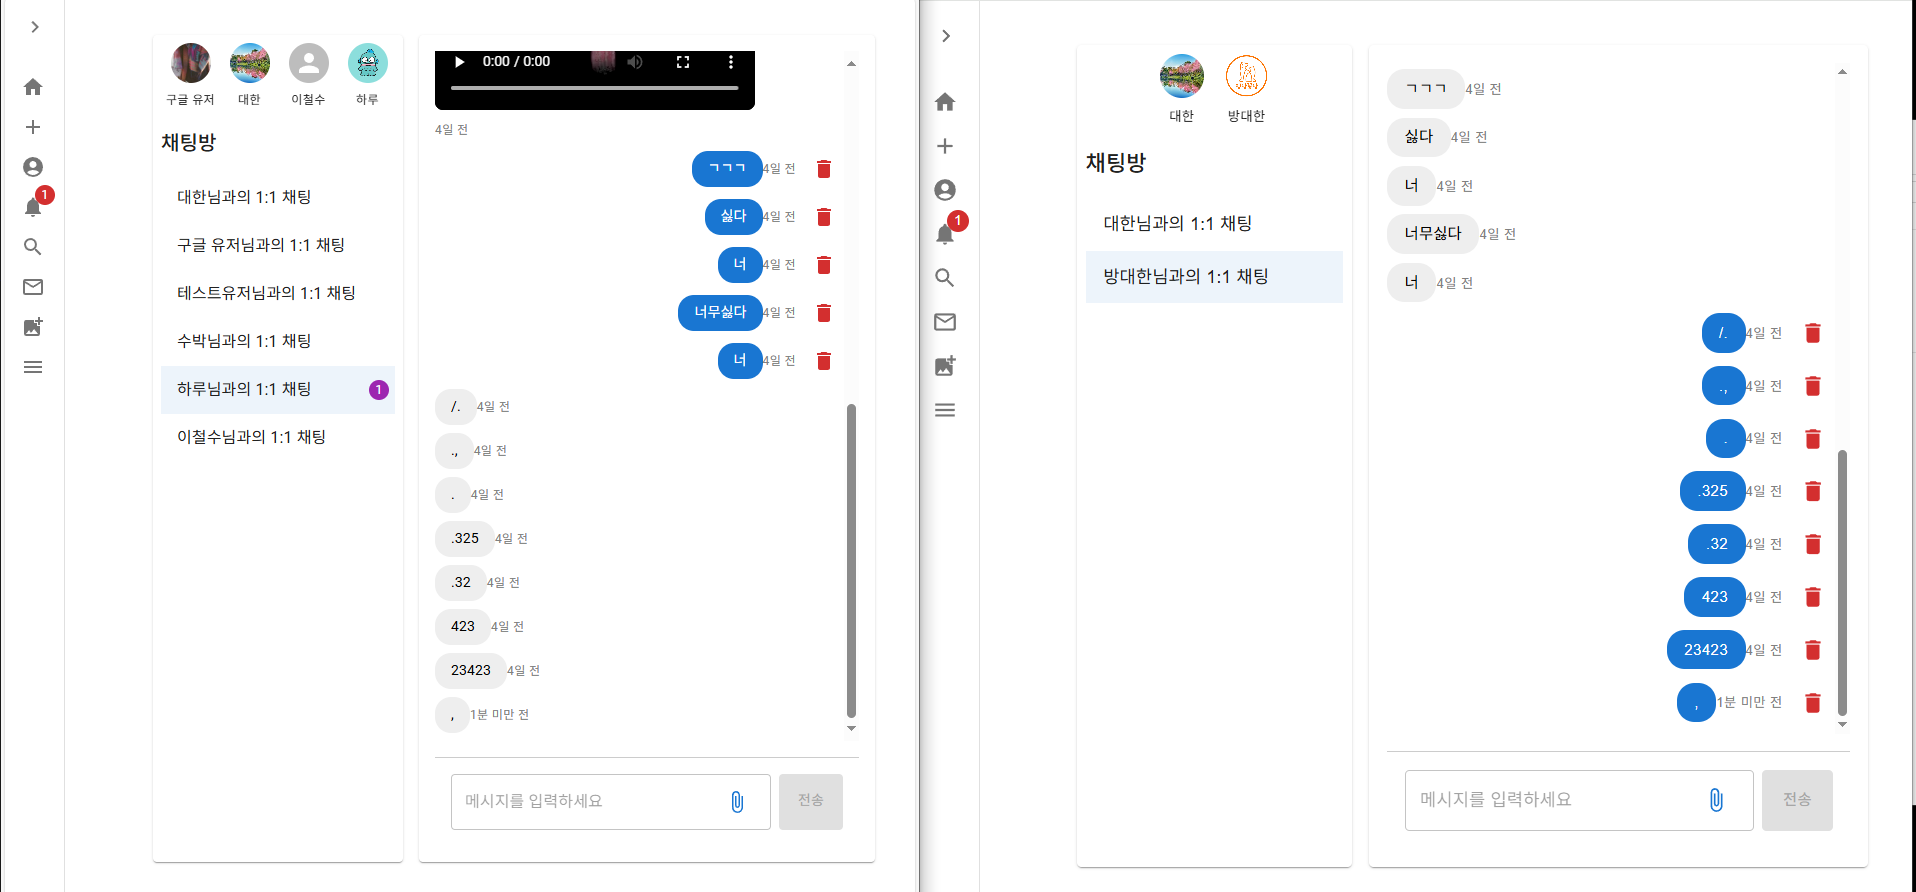 1
구글 유저
대한
이철수
하루
채팅방
대한님과의 1:1 채팅
구글 유저님과의 1:1 채팅
테스트유저님과의 1:1 채팅
수박님과의 1:1 채팅
하루님과의 1:1 채팅
1
이철수님과의 1:1 채팅
0:00 / 0:00
4일 전
ㄱㄱㄱ 4일 전
싫다 4일 전
너 4일 전
너무싫다 4일 전
너 4일 전
/. 4일 전
., 4일 전
. 4일 전
.325 4일 전
.32 4일 전
423 4일 전
23423 4일 전
, 1분 미만 전
메시지를 입력하세요
전송
1
대한
방대한
채팅방
대한님과의 1:1 채팅
방대한님과의 1:1 채팅
ㄱㄱㄱ 4일 전
싫다 4일 전
너 4일 전
너무싫다 4일 전
너 4일 전
/. 4일 전
., 4일 전
. 4일 전
.325 4일 전
.32 4일 전
423 4일 전
23423 4일 전
, 1분 미만 전
메시지를 입력하세요
전송